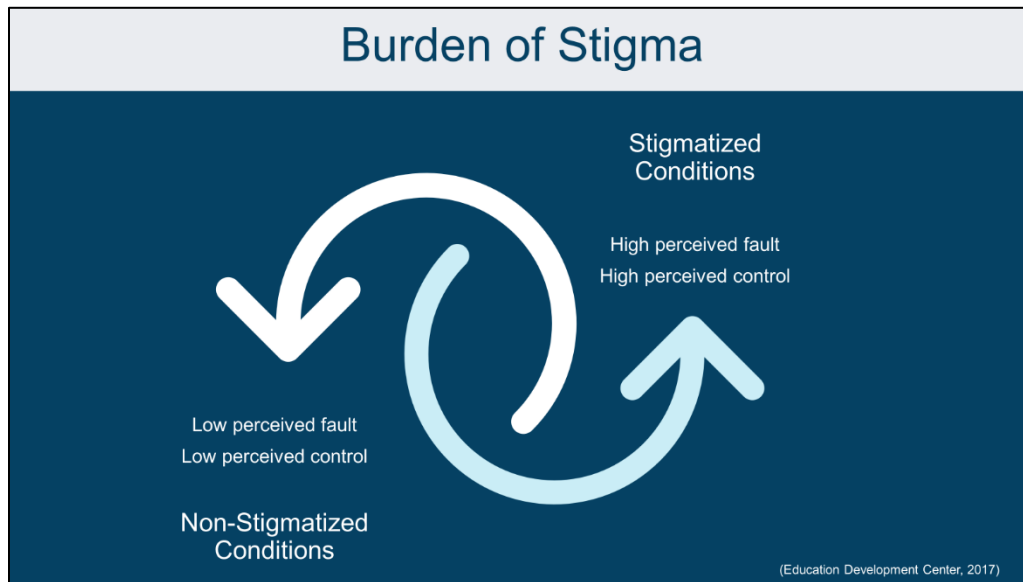 Burden of Stigma
Stigmatized
Conditions
High perceived fault
High perceived control
Low perceived fault
Low perceived control
Non-Stigmatized
Conditions
(Education Development Center, 2017)